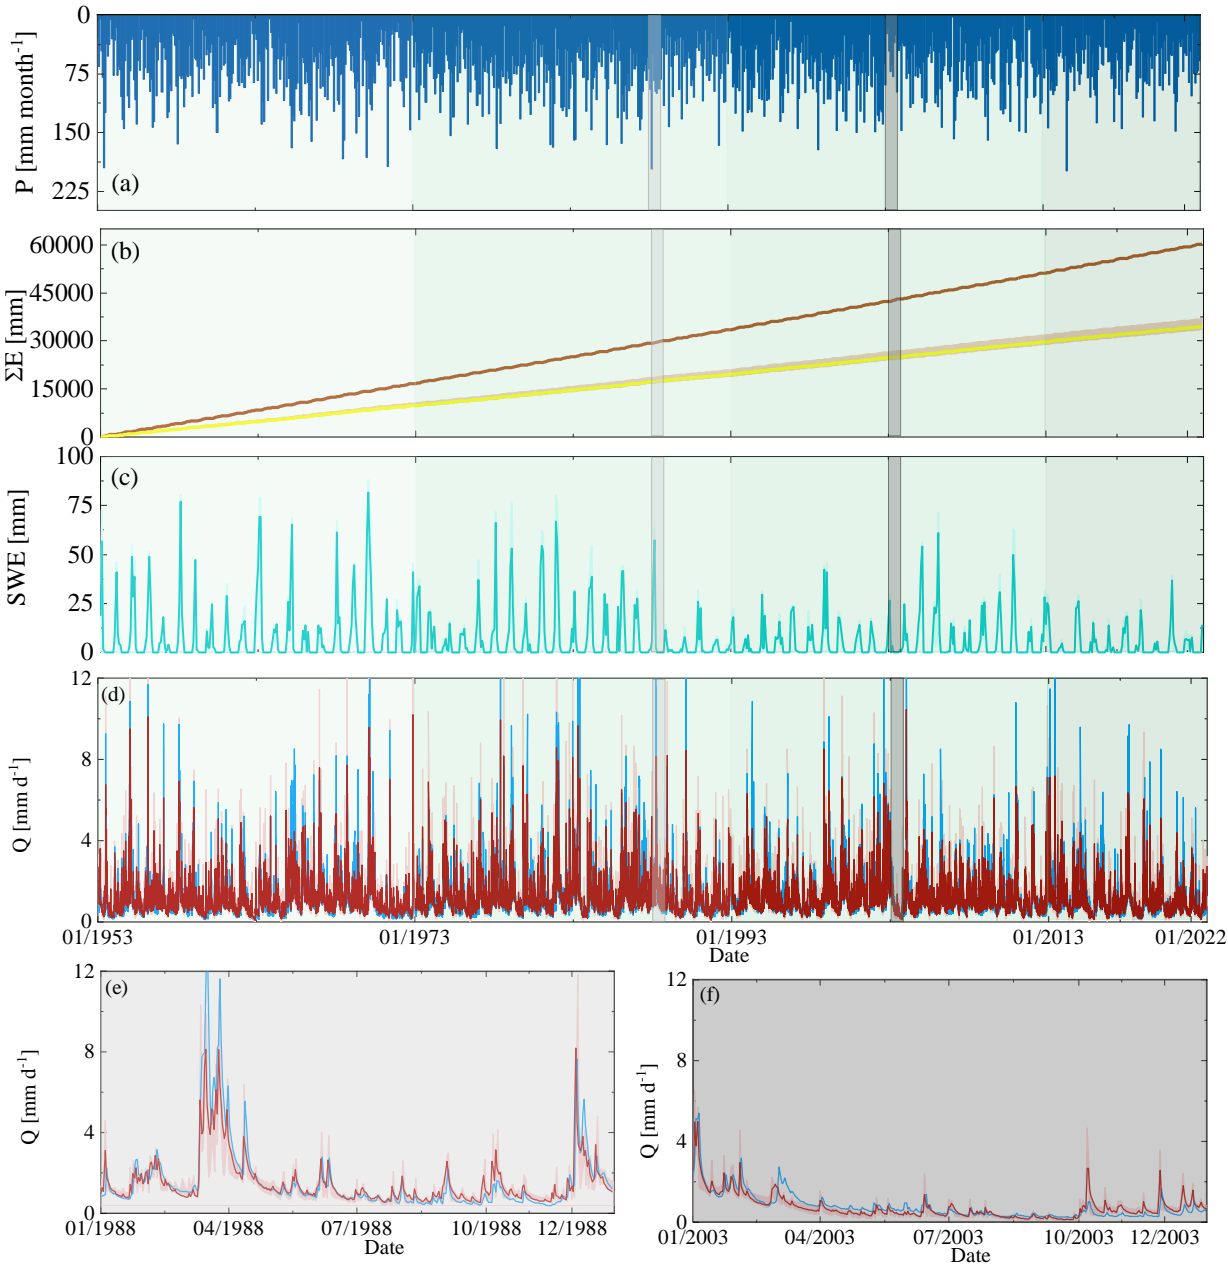 0
75
150
225
P [mm month⁻¹]
(a)
60000
45000
30000
15000
0
ΣE [mm]
(b)
100
75
50
25
0
SWE [mm]
(c)
12
8
4
0
Q [mm d⁻¹]
(d)
01/1953 01/1973 01/1993 01/2013 01/2022
Date
12
8
4
0
Q [mm d⁻¹]
(e)
01/1988 04/1988 07/1988 10/1988 12/1988
Date
12
8
4
0
Q [mm d⁻¹]
(f)
01/2003 04/2003 07/2003 10/2003 12/2003
Date